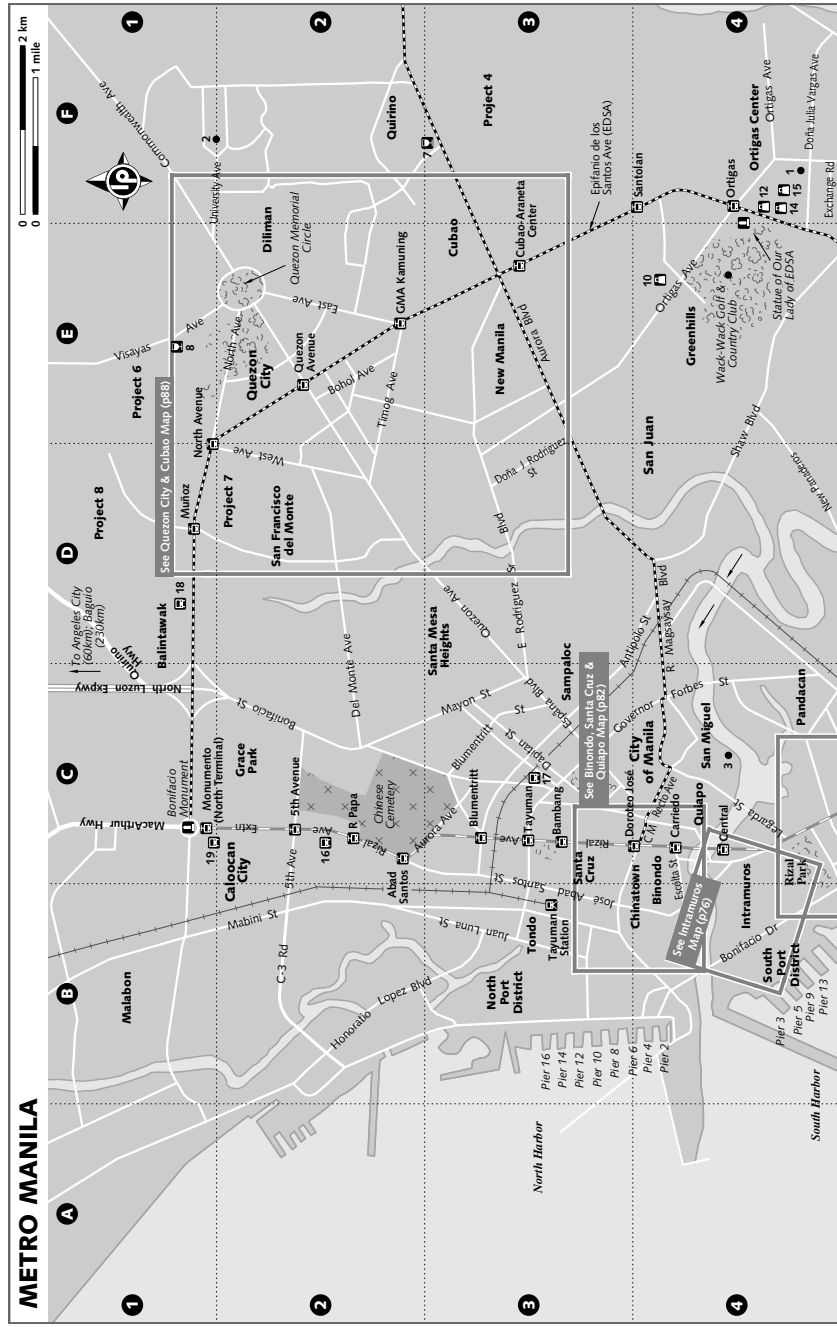 METRO MANILA
A
B
C
D
E
F
1
2
3
4
1
2
3
4
0
2 km
0
1 mile
lp
Malabon
Mabini St
C-3 Rd
Honoratio Lopez Blvd
Juan Luna St
North
Port
District
Tondo
Tayuman
Station
North Harbor
South Harbor
Pier 16
Pier 14
Pier 12
Pier 10
Pier 8
Pier 6
Pier 4
Pier 2
Pier 3
Pier 5
Pier 9
Pier 13
South
Port
District
Bonifacio Dr
Intramuros
See Intramuros
Map (p76)
Rizal
Park
MacArthur Hwy
Bonifacio
Monument
Monumento
(North Terminal)
19
Caloocan
City
Grace
Park
5th Avenue
5th Ave
16
R Papa
Rizal Ave Extn
Abad
Santos
Chinese
Cemetery
Aurora Ave
Blumentritt
Blumentritt St
Tayuman
Bambang
17
Rizal Ave
José Abad Santos St
Santa
Cruz
Chinatown
Binondo
Doroteo José
City
of Manila
C M Recto Ave
Carriedo
Escolta St
Quiapo
Central
San Miguel
3
Legarda St
Pandacan
Governor Forbes St
See Binondo, Santa Cruz &
Quiapo Map (p82)
Sampaloc
España Blvd
Dapitan St
Mayon St
Del Monte Ave
Bonifacio St
North Luzon Expwy
Quirino
Hwy
To Angeles City
(60km); Baguio
(230km)
Balintawak
18
Santa Mesa
Heights
Quezon Ave
E Rodriguez Sr Blvd
Antipolo St
R Magsaysay Blvd
Project 8
Muñoz
Project 7
San Francisco
del Monte
West Ave
See Quezon City & Cubao Map (p88)
Project 6
North Avenue
Visayas Ave
8
North Ave
Quezon
City
Quezon
Avenue
Bohol Ave
Timog Ave
East Ave
GMA Kamuning
Diliman
Quezon Memorial
Circle
University Ave
Commonwealth Ave
2
Quirino
7
Project 4
Cubao
Cubao-Araneta
Center
New Manila
Aurora Blvd
Doña J Rodriguez
St
Epifanio de los
Santos Ave (EDSA)
Santolan
San Juan
10
Ortigas Ave
Greenhills
Wack-Wack Golf &
Country Club
Statue of Our
Lady of EDSA
Shaw Blvd
New Panaderos
Ortigas
Ortigas Center
Ortigas Ave
12
14
15
1
Doña Julia Vargas Ave
Exchange Rd